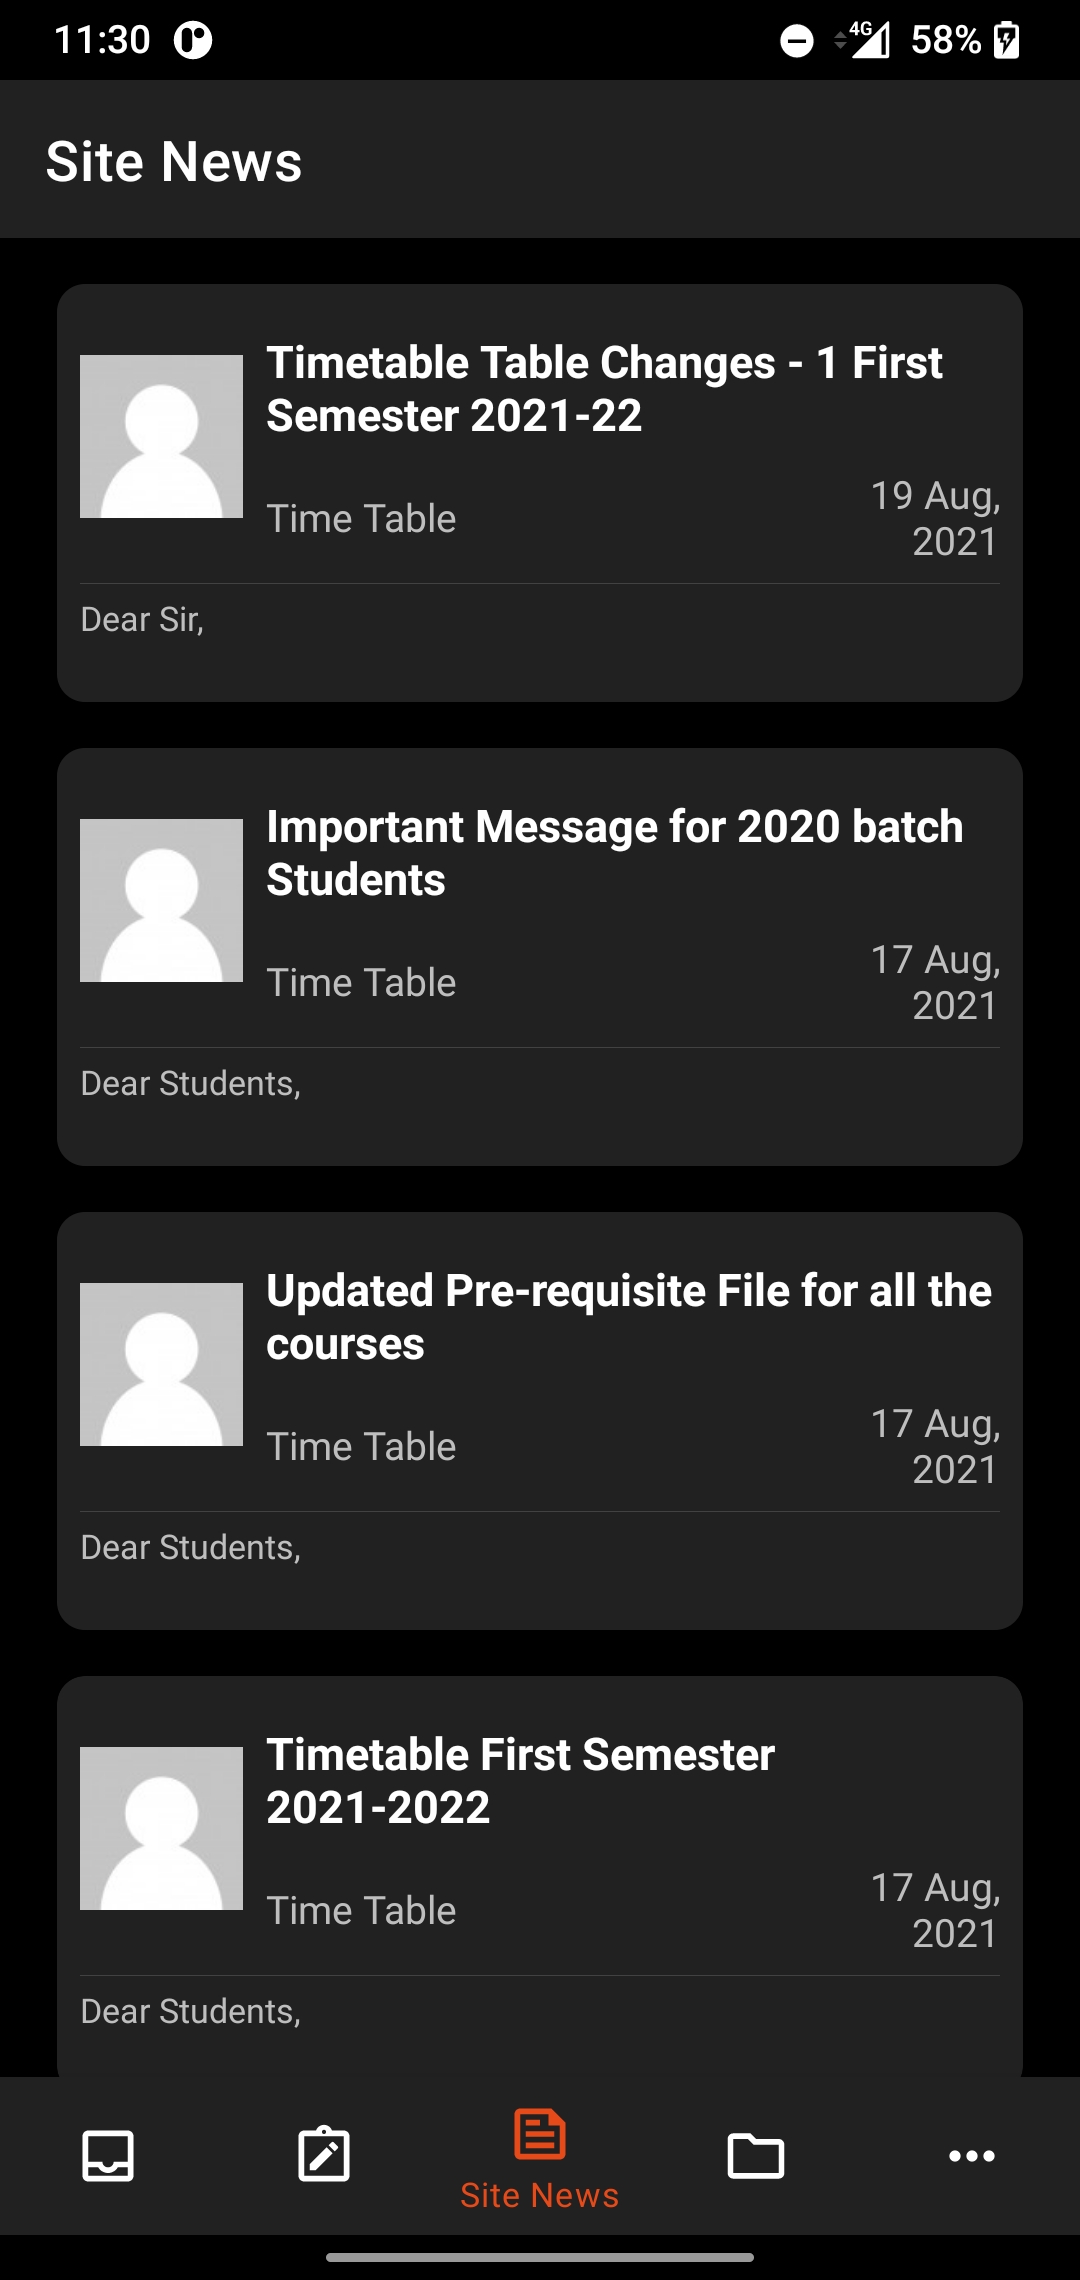 11:30
4G 58%
Site News
Timetable Table Changes - 1 First
Semester 2021-22
Time Table
19 Aug,
2021
Dear Sir,
Important Message for 2020 batch
Students
Time Table
17 Aug,
2021
Dear Students,
Updated Pre-requisite File for all the
courses
Time Table
17 Aug,
2021
Dear Students,
Timetable First Semester
2021-2022
Time Table
17 Aug,
2021
Dear Students,
Site News